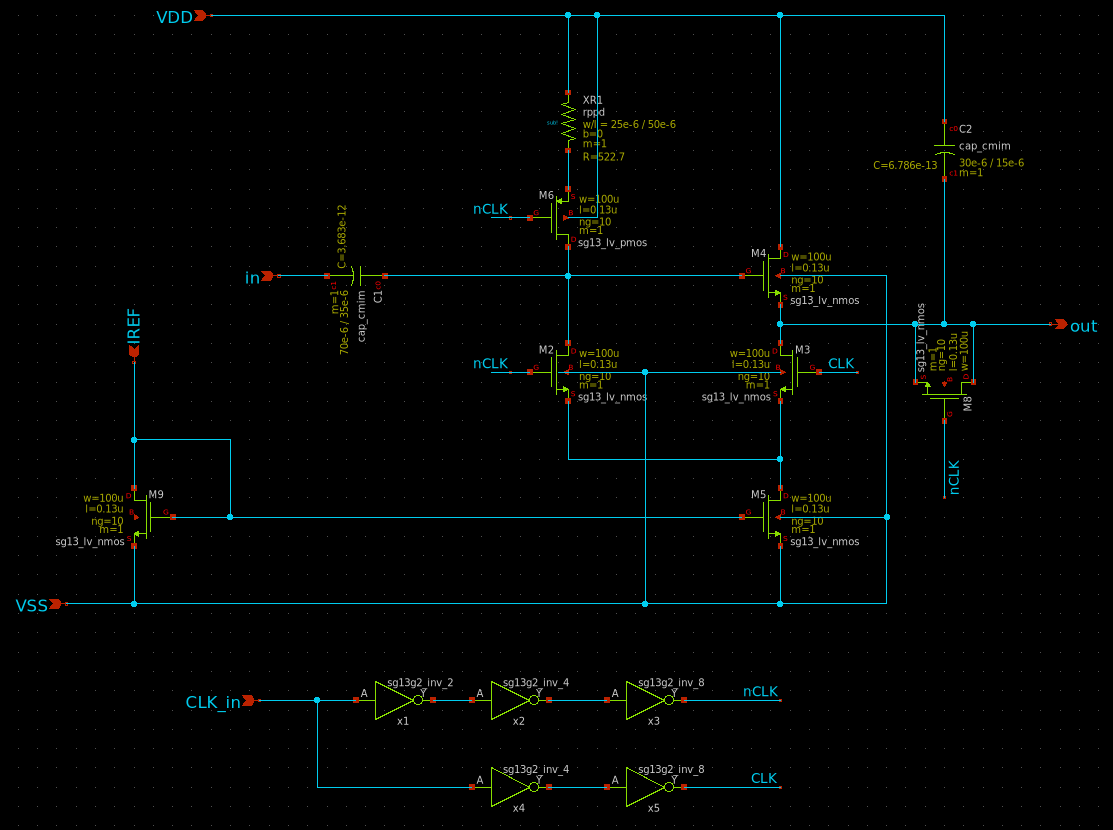 VDD
XR1
rppd
sub!
w/l = 25e-6 / 50e-6
b=0
m=1
R=522.7
c0
C2
cap_cmim
C=6.786e-13
30e-6 / 15e-6
m=1
c1
M6
nCLK
G
S
B
D
w=100u
l=0.13u
ng=10
m=1
sg13_lv_pmos
C=3.683e-12
in
c1
c0
m=1
70e-6 / 35e-6
cap_cmim
C1
M4
G
D
B
S
w=100u
l=0.13u
ng=10
m=1
sg13_lv_nmos
IREF
out
nCLK
M2
G
D
B
S
w=100u
l=0.13u
ng=10
m=1
sg13_lv_nmos
M3
CLK
G
D
B
S
w=100u
l=0.13u
ng=10
m=1
sg13_lv_nmos
sg13_lv_nmos
m=1
ng=10
l=0.13u
w=100u
S
B
D
G
M8
nCLK
M9
w=100u
l=0.13u
ng=10
m=1
sg13_lv_nmos
D
B
G
S
M5
G
D
B
S
w=100u
l=0.13u
ng=10
m=1
sg13_lv_nmos
VSS
CLK_in
A
sg13g2_inv_2
Y
x1
A
sg13g2_inv_4
Y
x2
A
sg13g2_inv_8
Y
x3
nCLK
A
sg13g2_inv_4
Y
x4
A
sg13g2_inv_8
Y
x5
CLK